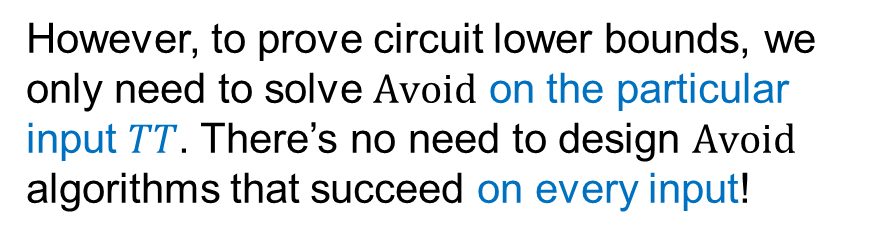 However, to prove circuit lower bounds, we
only need to solve Avoid on the particular
input TT. There’s no need to design Avoid
algorithms that succeed on every input!